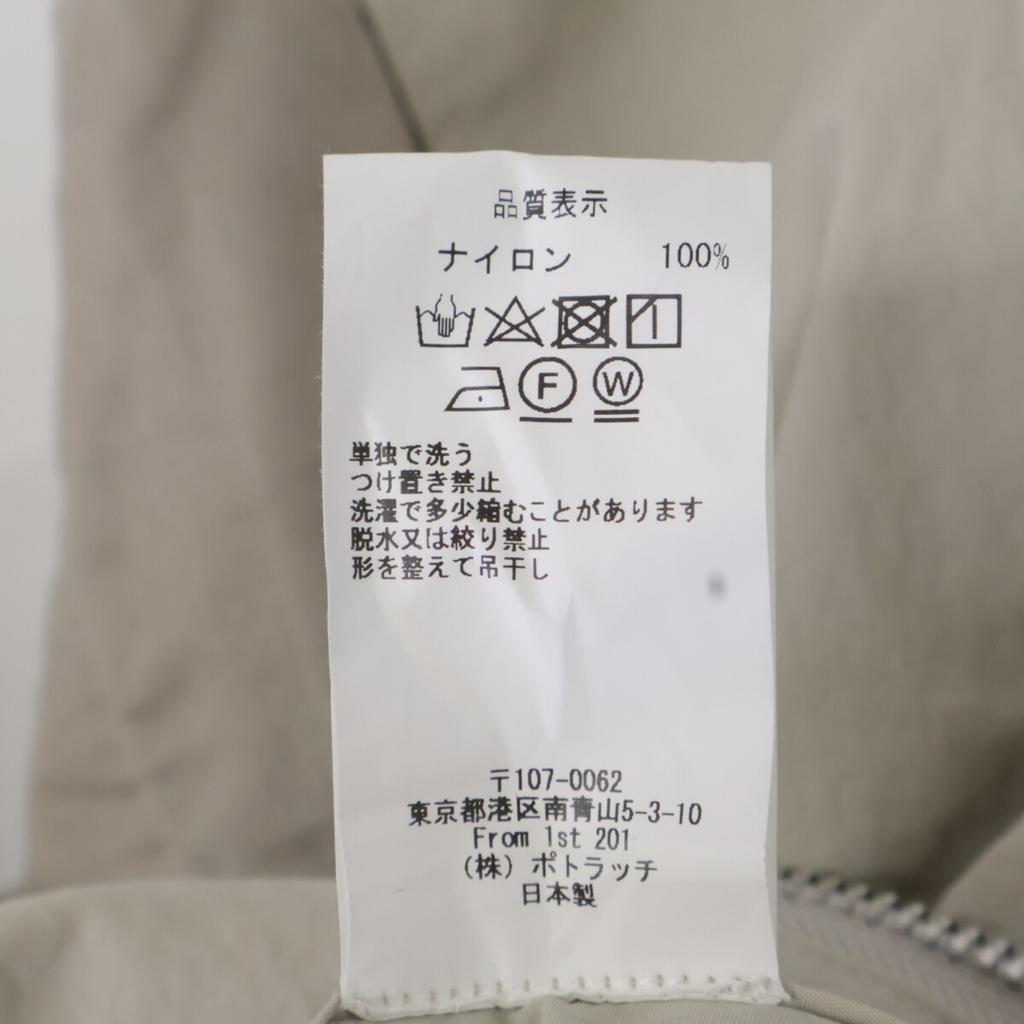 品質表示
ナイロン 100%
F W
単独で洗う
つけ置き禁止
洗濯で多少縮むことがあります
脱水又は絞り禁止
形を整えて吊干し
〒107-0062
東京都港区南青山5-3-10
From 1st 201
(株) ポトラッチ
日本製